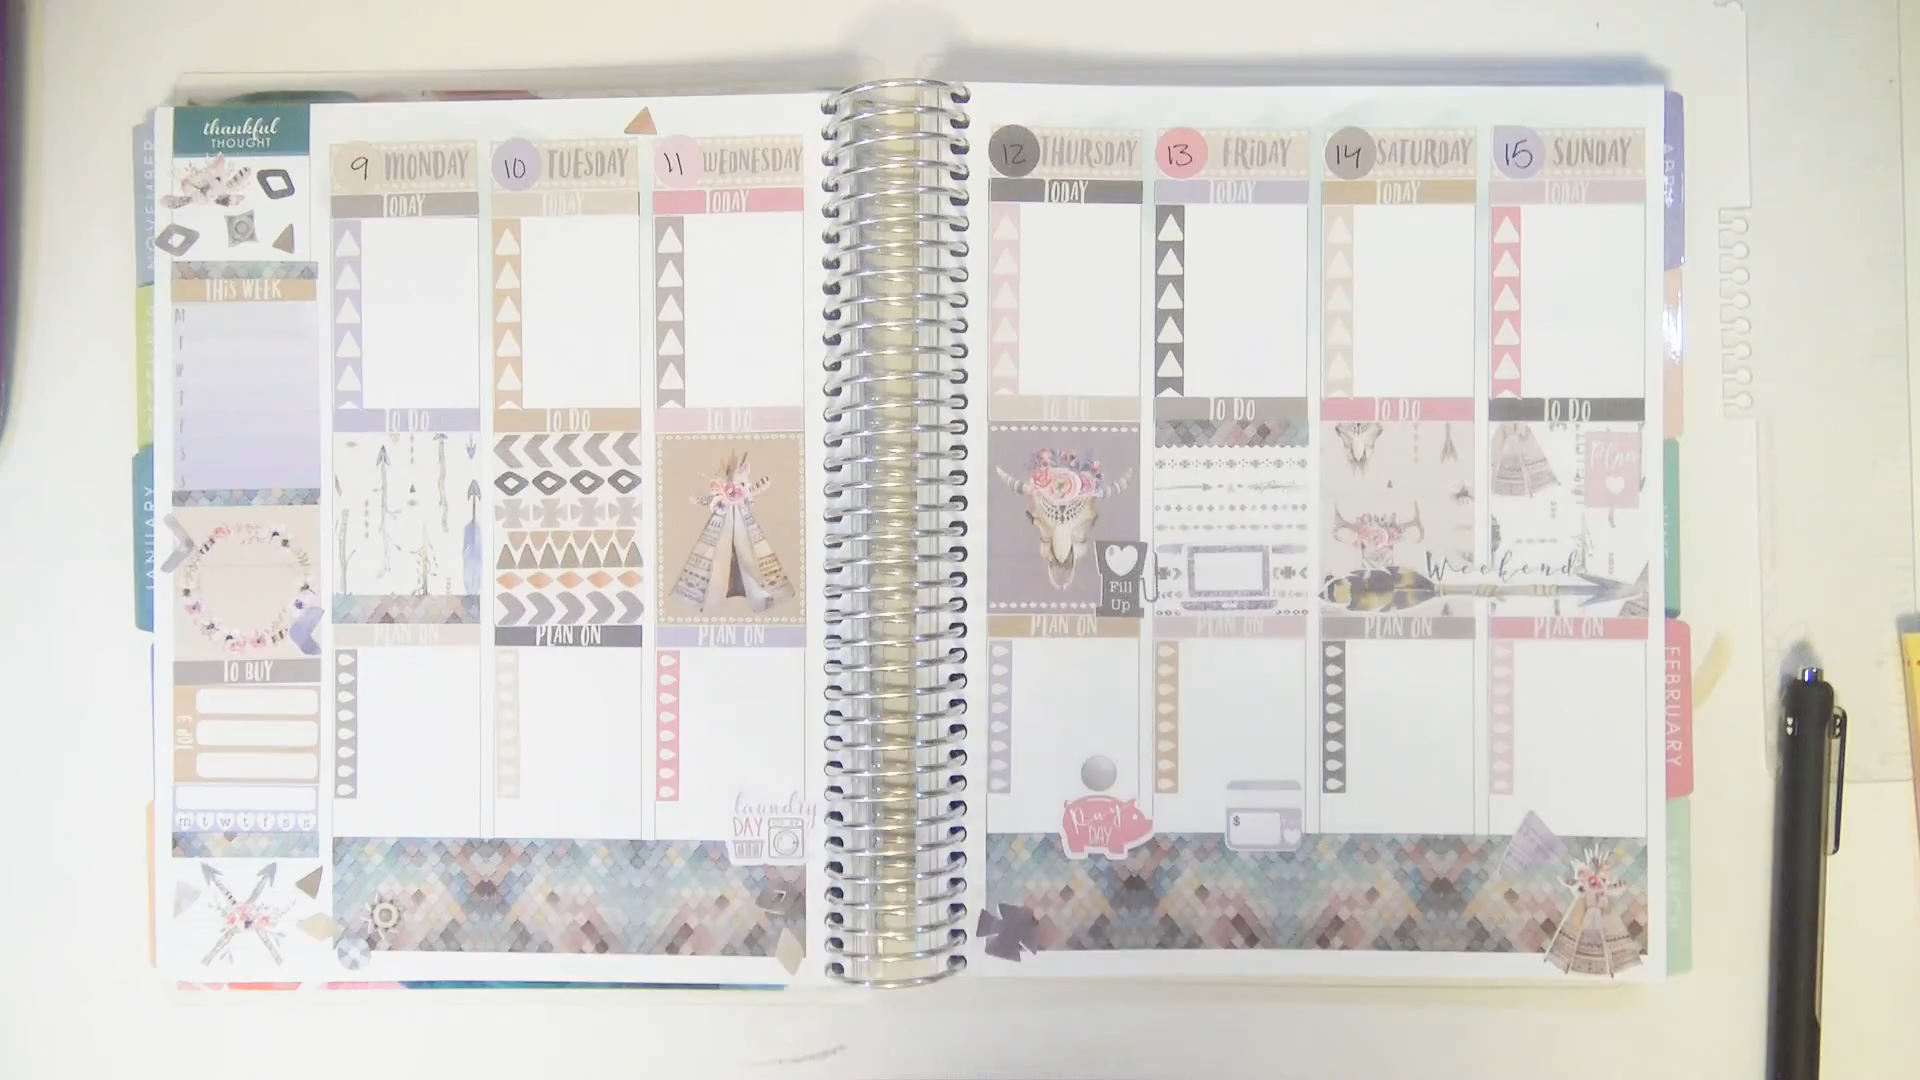 thankful
THOUGHT
THIS WEEK
M
T
W
T
F
S
S
TO BUY
TOP 3
m t w t f s s
9 MONDAY
TODAY
TO DO
PLAN ON
10 TUESDAY
TODAY
TO DO
PLAN ON
11 WEDNESDAY
TODAY
TO DO
PLAN ON
laundry
DAY
12 THURSDAY
TODAY
TO DO
Fill
Up
PLAN ON
Pay
DAY
13 FRIDAY
TODAY
TO DO
PLAN ON
$
14 SATURDAY
TODAY
TO DO
Weekend
PLAN ON
15 SUNDAY
TODAY
TO DO
Plan
PLAN ON
NOVEMBER
JANUARY
FEBRUARY
MARCH